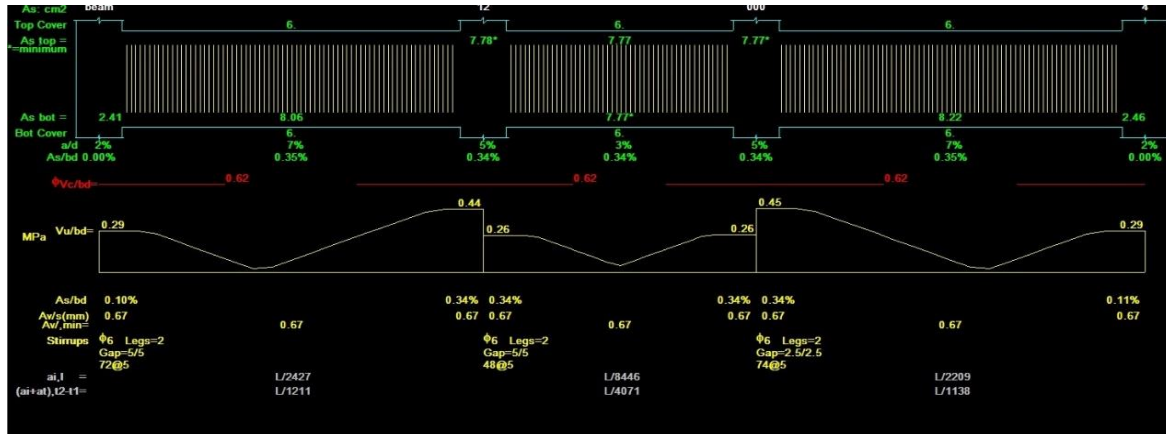 As: cm2 beam 12 000 4
Top Cover 6. 6. 6.
As top = 7.78* 7.77 7.77*
*=minimum
As bot = 2.41 8.06 7.77* 8.22 2.46
Bot Cover 6. 6. 6.
a/d 2% 7% 5% 3% 5% 7% 2%
As/bd 0.00% 0.35% 0.34% 0.34% 0.34% 0.35% 0.00%
ϕVc/bd= 0.62 0.62 0.62
0.44 0.45
MPa Vu/bd= 0.29 0.26 0.26 0.29
As/bd 0.10% 0.34% 0.34% 0.34% 0.34% 0.11%
Av/s(mm) 0.67 0.67 0.67 0.67 0.67 0.67
Av/,min= 0.67 0.67 0.67
Stirrups ϕ6 Legs=2 ϕ6 Legs=2 ϕ6 Legs=2
Gap=5/5 Gap=5/5 Gap=2.5/2.5
72@5 48@5 74@5
ai,l = L/2427 L/8446 L/2209
(ai+at),t2-t1= L/1211 L/4071 L/1138